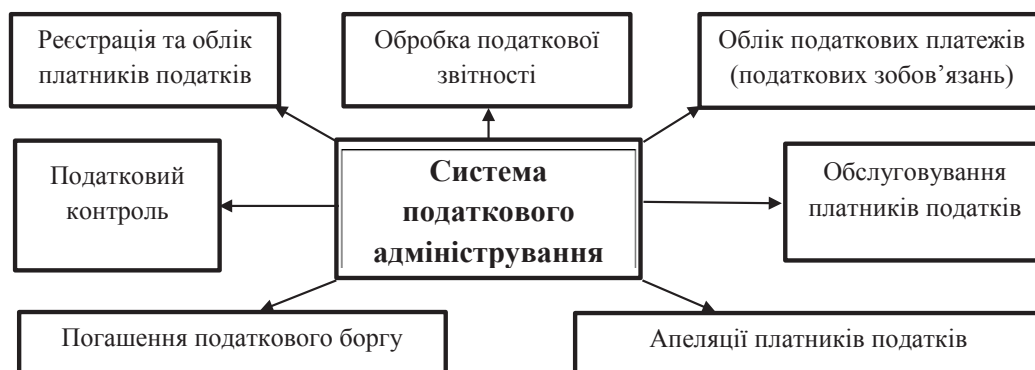 Реєстрація та облік
платників податків
Обробка податкової
звітності
Облік податкових платежів
(податкових зобов’язань)
Податковий
контроль
Система
податкового
адміністрування
Обслуговування
платників податків
Погашення податкового боргу
Апеляції платників податків